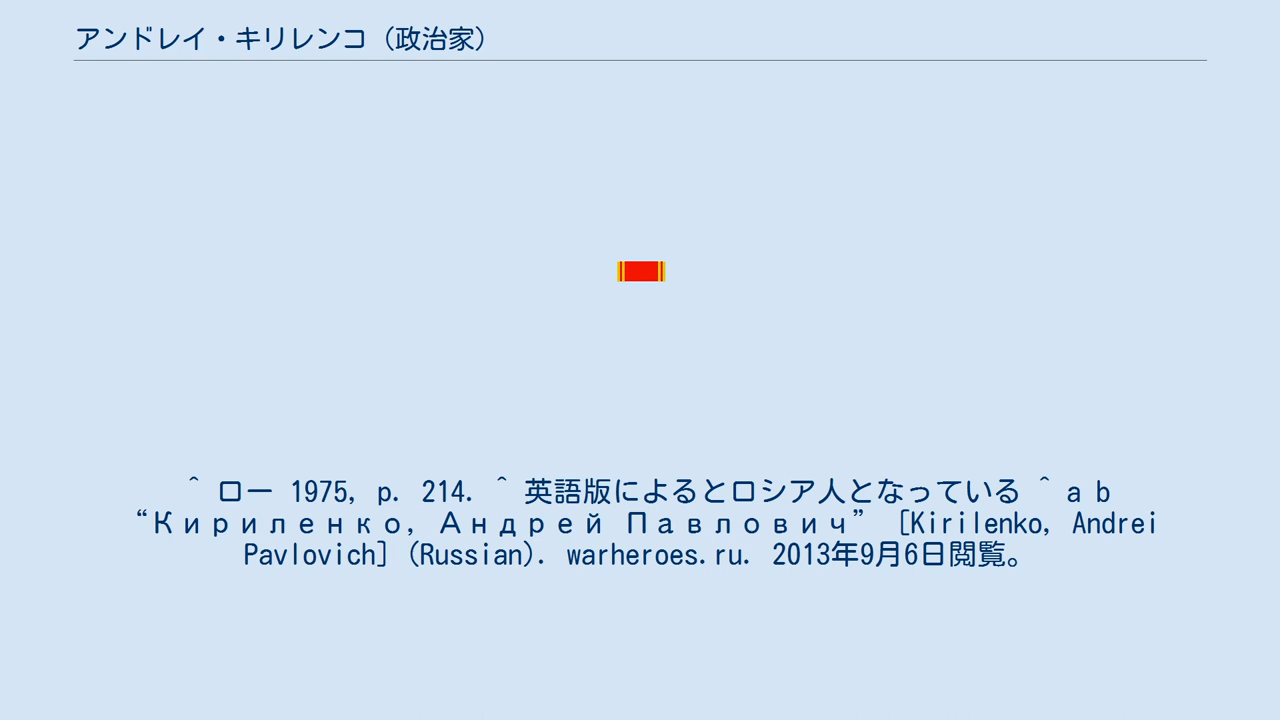 アンドレイ・キリレンコ（政治家）
^ ロー 1975, p. 214. ^ 英語版によるとロシア人となっている ^ a b
“Кириленко, Андрей Павлович” [Kirilenko, Andrei
Pavlovich] (Russian). warheroes.ru. 2013年9月6日閲覧。